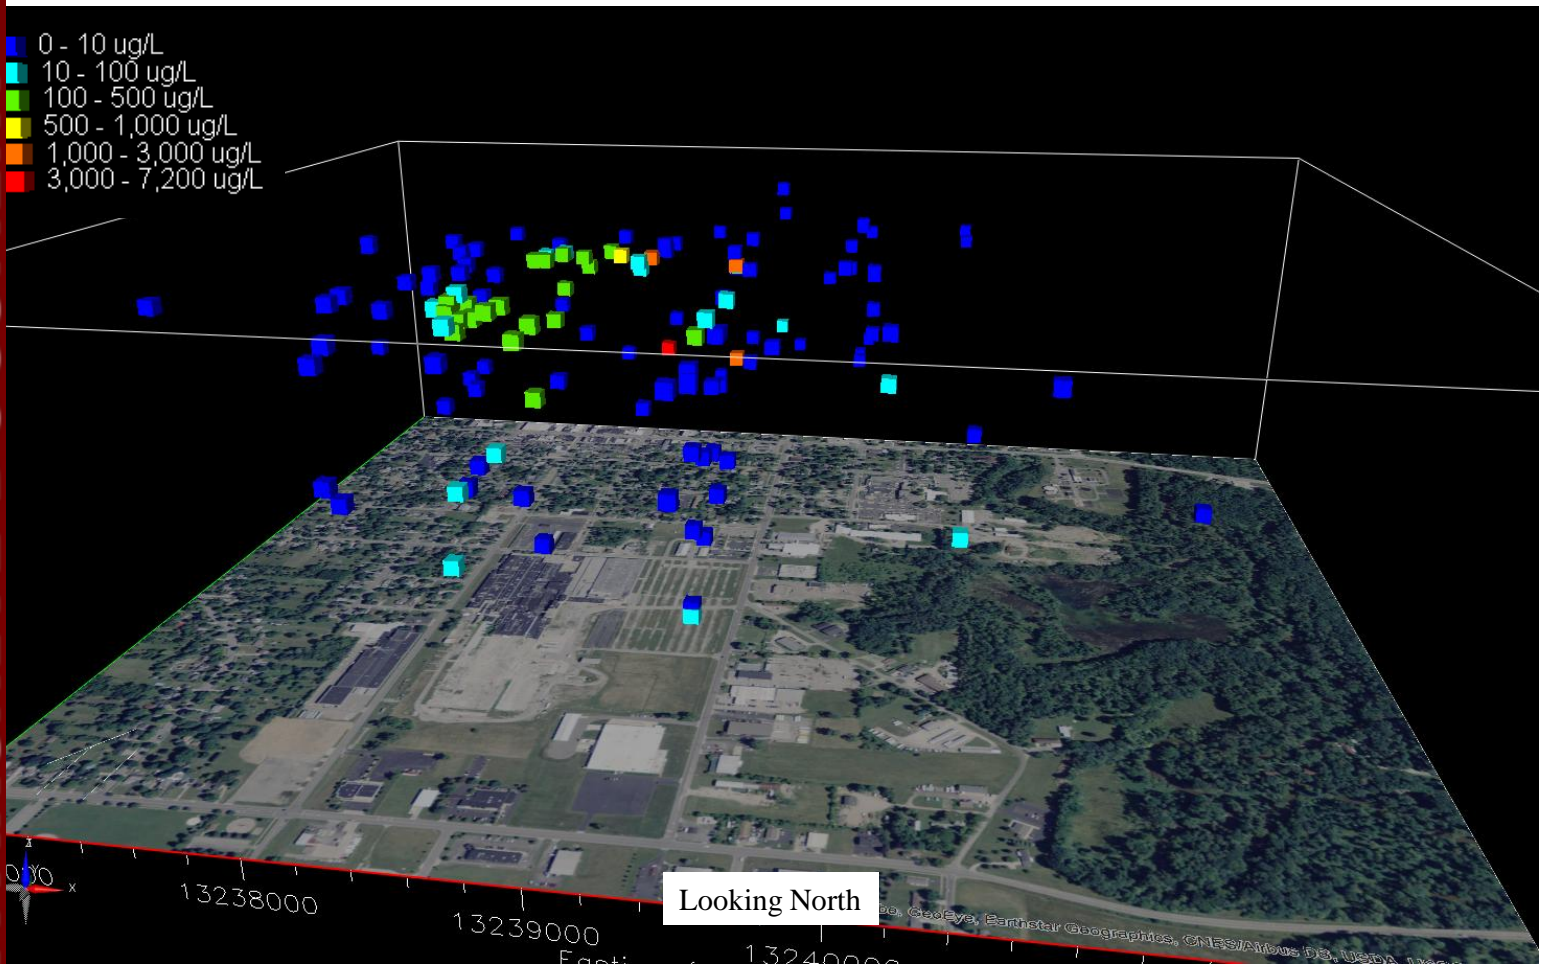 0 - 10 ug/L
10 - 100 ug/L
100 - 500 ug/L
500 - 1,000 ug/L
1,000 - 3,000 ug/L
3,000 - 7,200 ug/L
z
x
13238000
13239000
13240000
Looking North
GeoEye, Earthstar Geographics, CNES/Airbus DS, USDA,